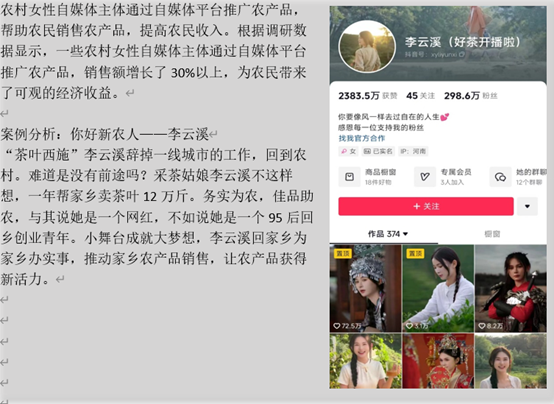 农村女性自媒体主体通过自媒体平台推广农产品，
帮助农民销售农产品，提高农民收入。根据调研数
据显示，一些农村女性自媒体主体通过自媒体平台
推广农产品，销售额增长了 30%以上，为农民带来
了可观的经济收益。
案例分析：你好新农人——李云溪
“茶叶西施”李云溪辞掉一线城市的工作，回到农
村。难道是没有前途吗？采茶姑娘李云溪不这样
想，一年帮家乡卖茶叶 12 万斤。务实为农，佳品助
农，与其说她是一个网红，不如说她是一个 95 后回
乡创业青年。小舞台成就大梦想，李云溪回家乡为
家乡办实事，推动家乡农产品销售，让农产品获得
新活力。
李云溪（好茶开播啦）
抖音号：
2383.5万 获赞 45 关注 298.6万 粉丝
你要像风一样去过自在的人生💕
感恩每一位支持我的粉丝
找我官方合作
女 已实名 IP：河南
商品橱窗
18件好物
专属会员
3人加入
她的群聊
12个群聊
+ 关注
作品 374
橱窗
置顶
72.5万
置顶
3.1万
8.2万